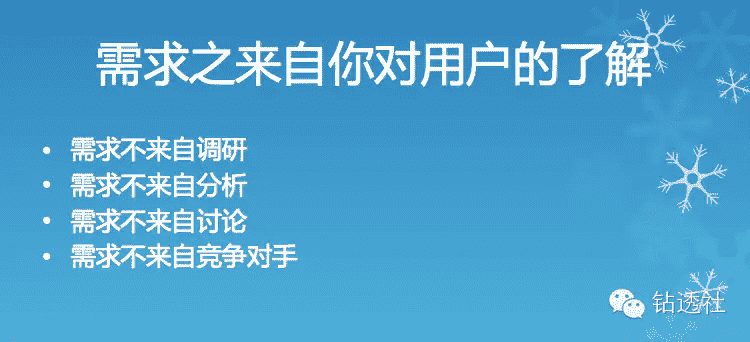 需求之来自你对用户的了解
• 需求不来自调研
• 需求不来自分析
• 需求不来自讨论
• 需求不来自竞争对手
钻透社